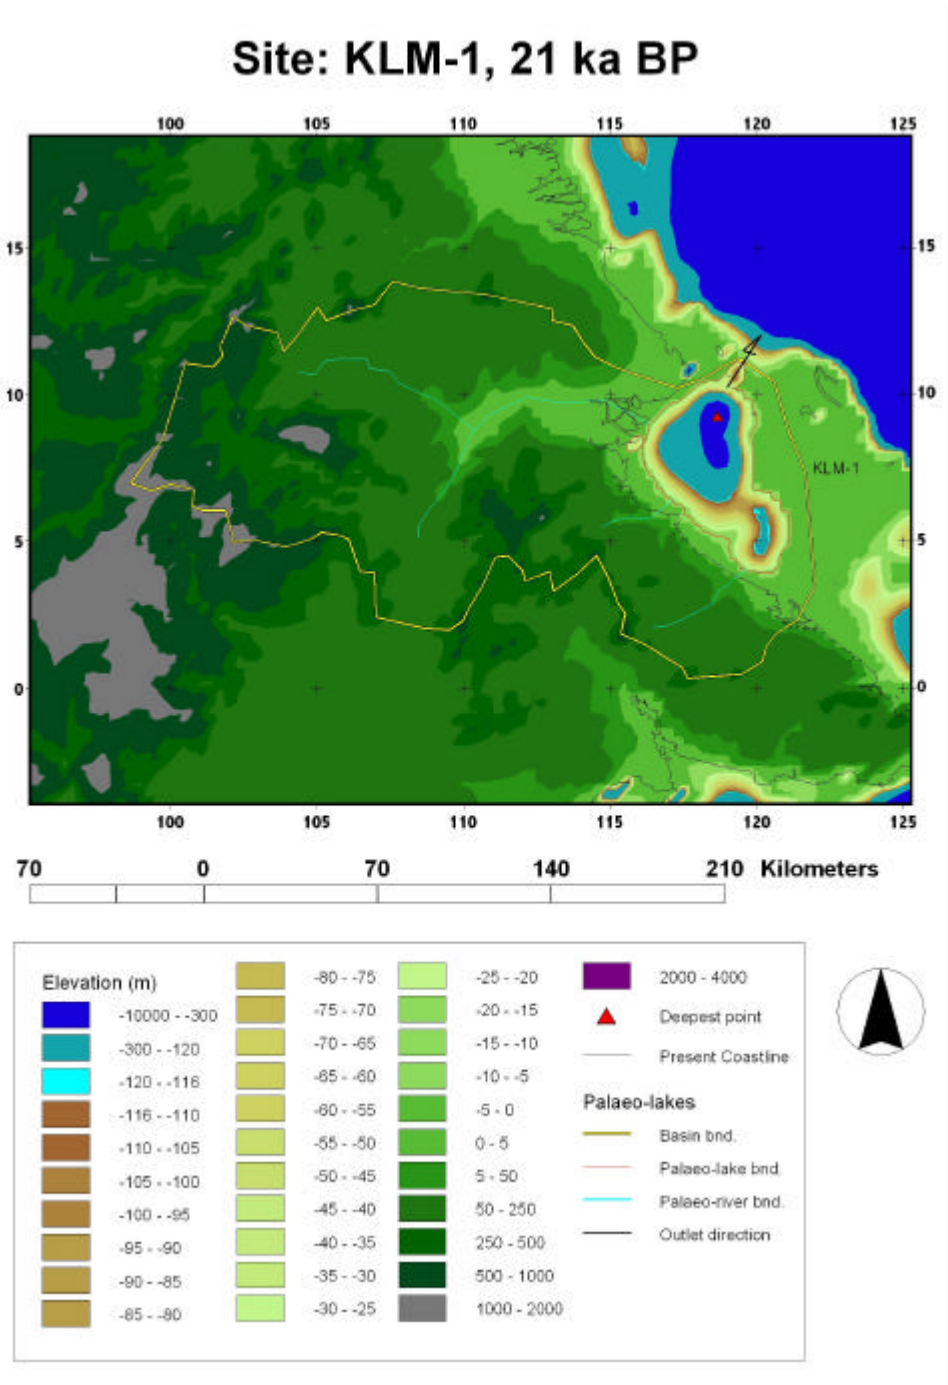 Site: KLM-1, 21 ka BP
100 105 110 115 120 125
15 15
10 10
KLM-1
5 5
0 0
100 105 110 115 120 125
70 0 70 140 210 Kilometers
Elevation (m)
-10000 - -300
-300 - -120
-120 - -116
-116 - -110
-110 - -105
-105 - -100
-100 - -95
-95 - -90
-90 - -85
-85 - -80
-80 - -75
-75 - -70
-70 - -65
-65 - -60
-60 - -55
-55 - -50
-50 - -45
-45 - -40
-40 - -35
-35 - -30
-30 - -25
-25 - -20
-20 - -15
-15 - -10
-10 - -5
-5 - 0
0 - 5
5 - 50
50 - 250
250 - 500
500 - 1000
1000 - 2000
2000 - 4000
Deepest point
Present Coastline
Palaeo-lakes
Basin bnd.
Palaeo-lake bnd
Palaeo-river bnd.
Outlet direction